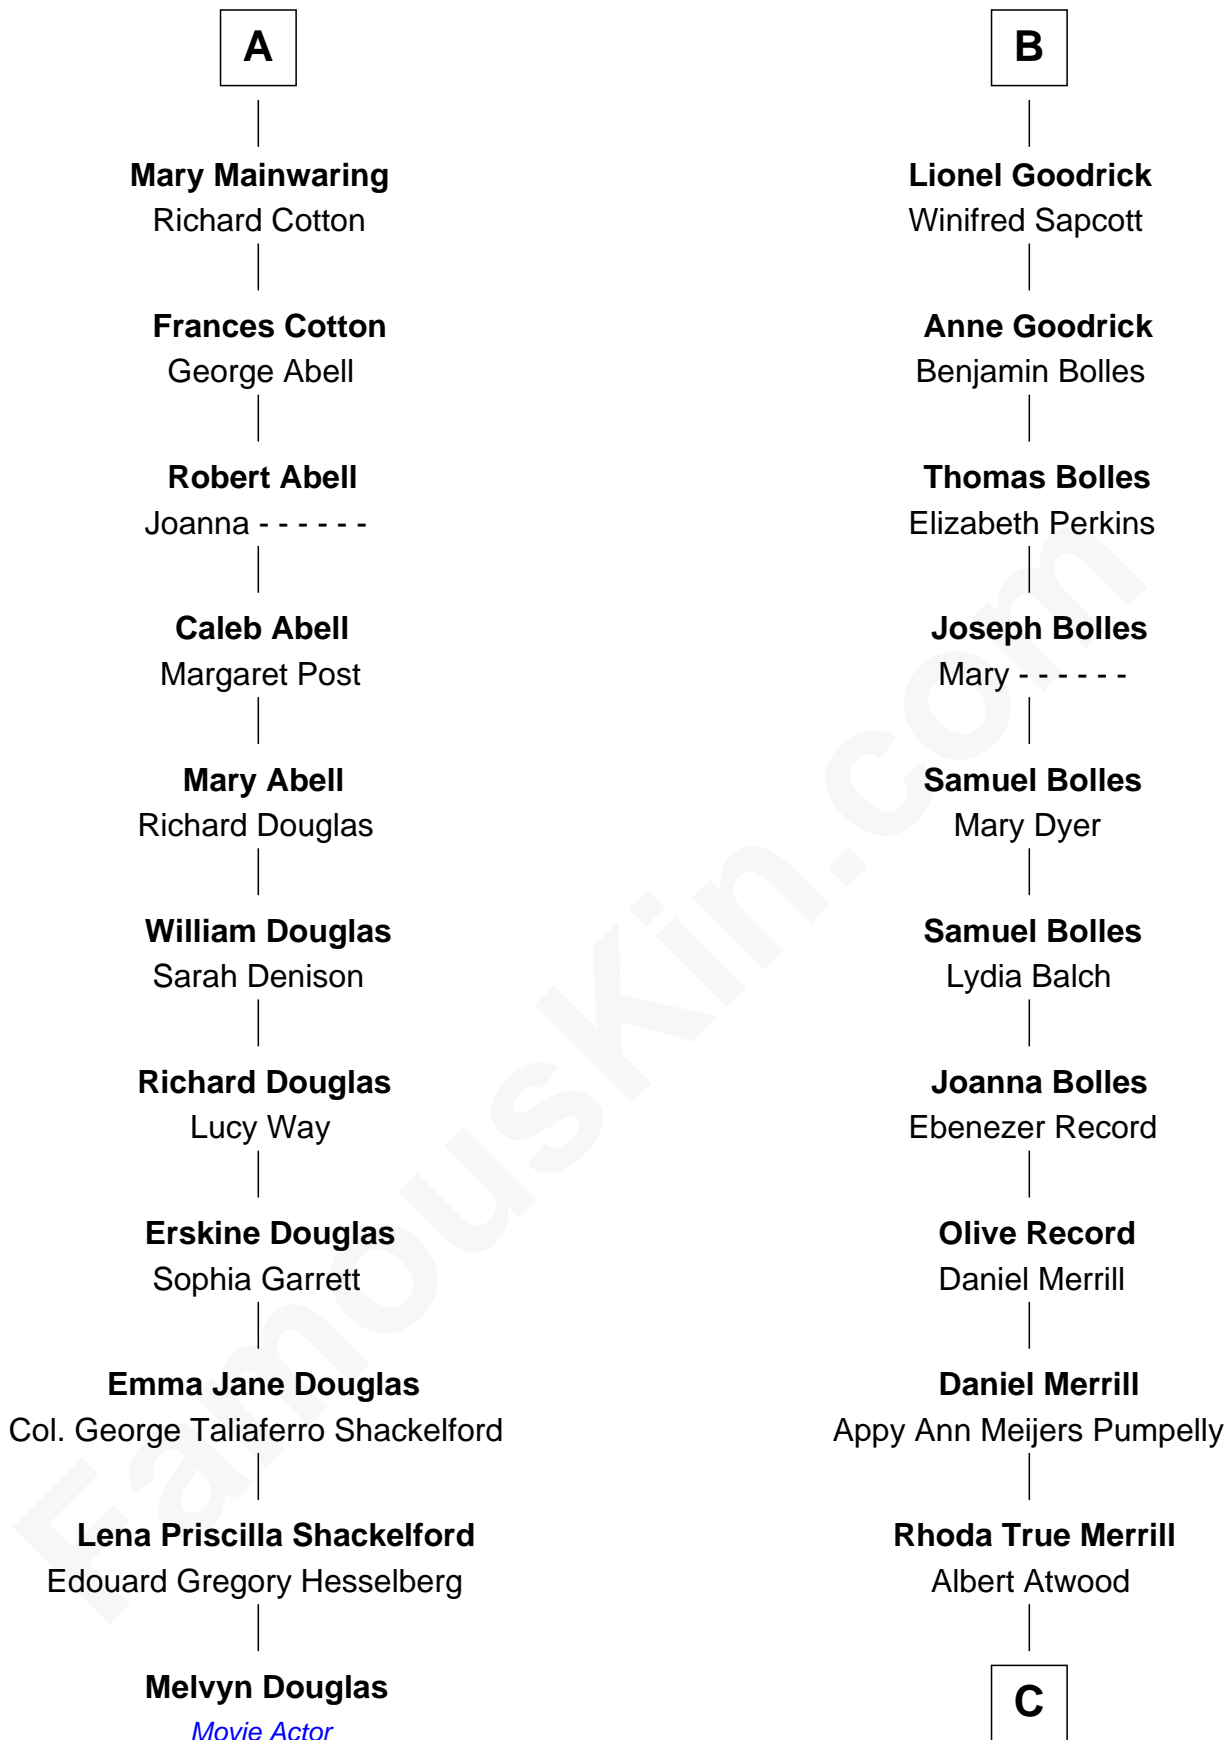 A
Mary Mainwaring
Richard Cotton
Frances Cotton
George Abell
Robert Abell
Joanna - - - - - -
Caleb Abell
Margaret Post
Mary Abell
Richard Douglas
William Douglas
Sarah Denison
Richard Douglas
Lucy Way
Erskine Douglas
Sophia Garrett
Emma Jane Douglas
Col. George Taliaferro Shackelford
Lena Priscilla Shackelford
Edouard Gregory Hesselberg
Melvyn Douglas
Movie Actor
B
Lionel Goodrick
Winifred Sapcott
Anne Goodrick
Benjamin Bolles
Thomas Bolles
Elizabeth Perkins
Joseph Bolles
Mary - - - - - -
Samuel Bolles
Mary Dyer
Samuel Bolles
Lydia Balch
Joanna Bolles
Ebenezer Record
Olive Record
Daniel Merrill
Daniel Merrill
Appy Ann Meijers Pumpelly
Rhoda True Merrill
Albert Atwood
C
FamousKin.com